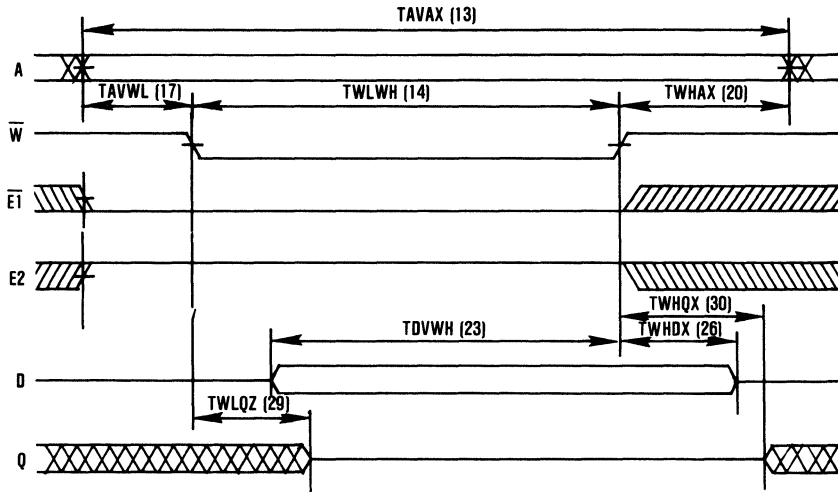 TAVAX (13)
A
TAVWL (17) TWLWH (14) TWHAX (20)
W̅
E1̅
E2
TWHQX (30)
TDVWH (23) TWHDX (26)
D
TWLQZ (29)
Q